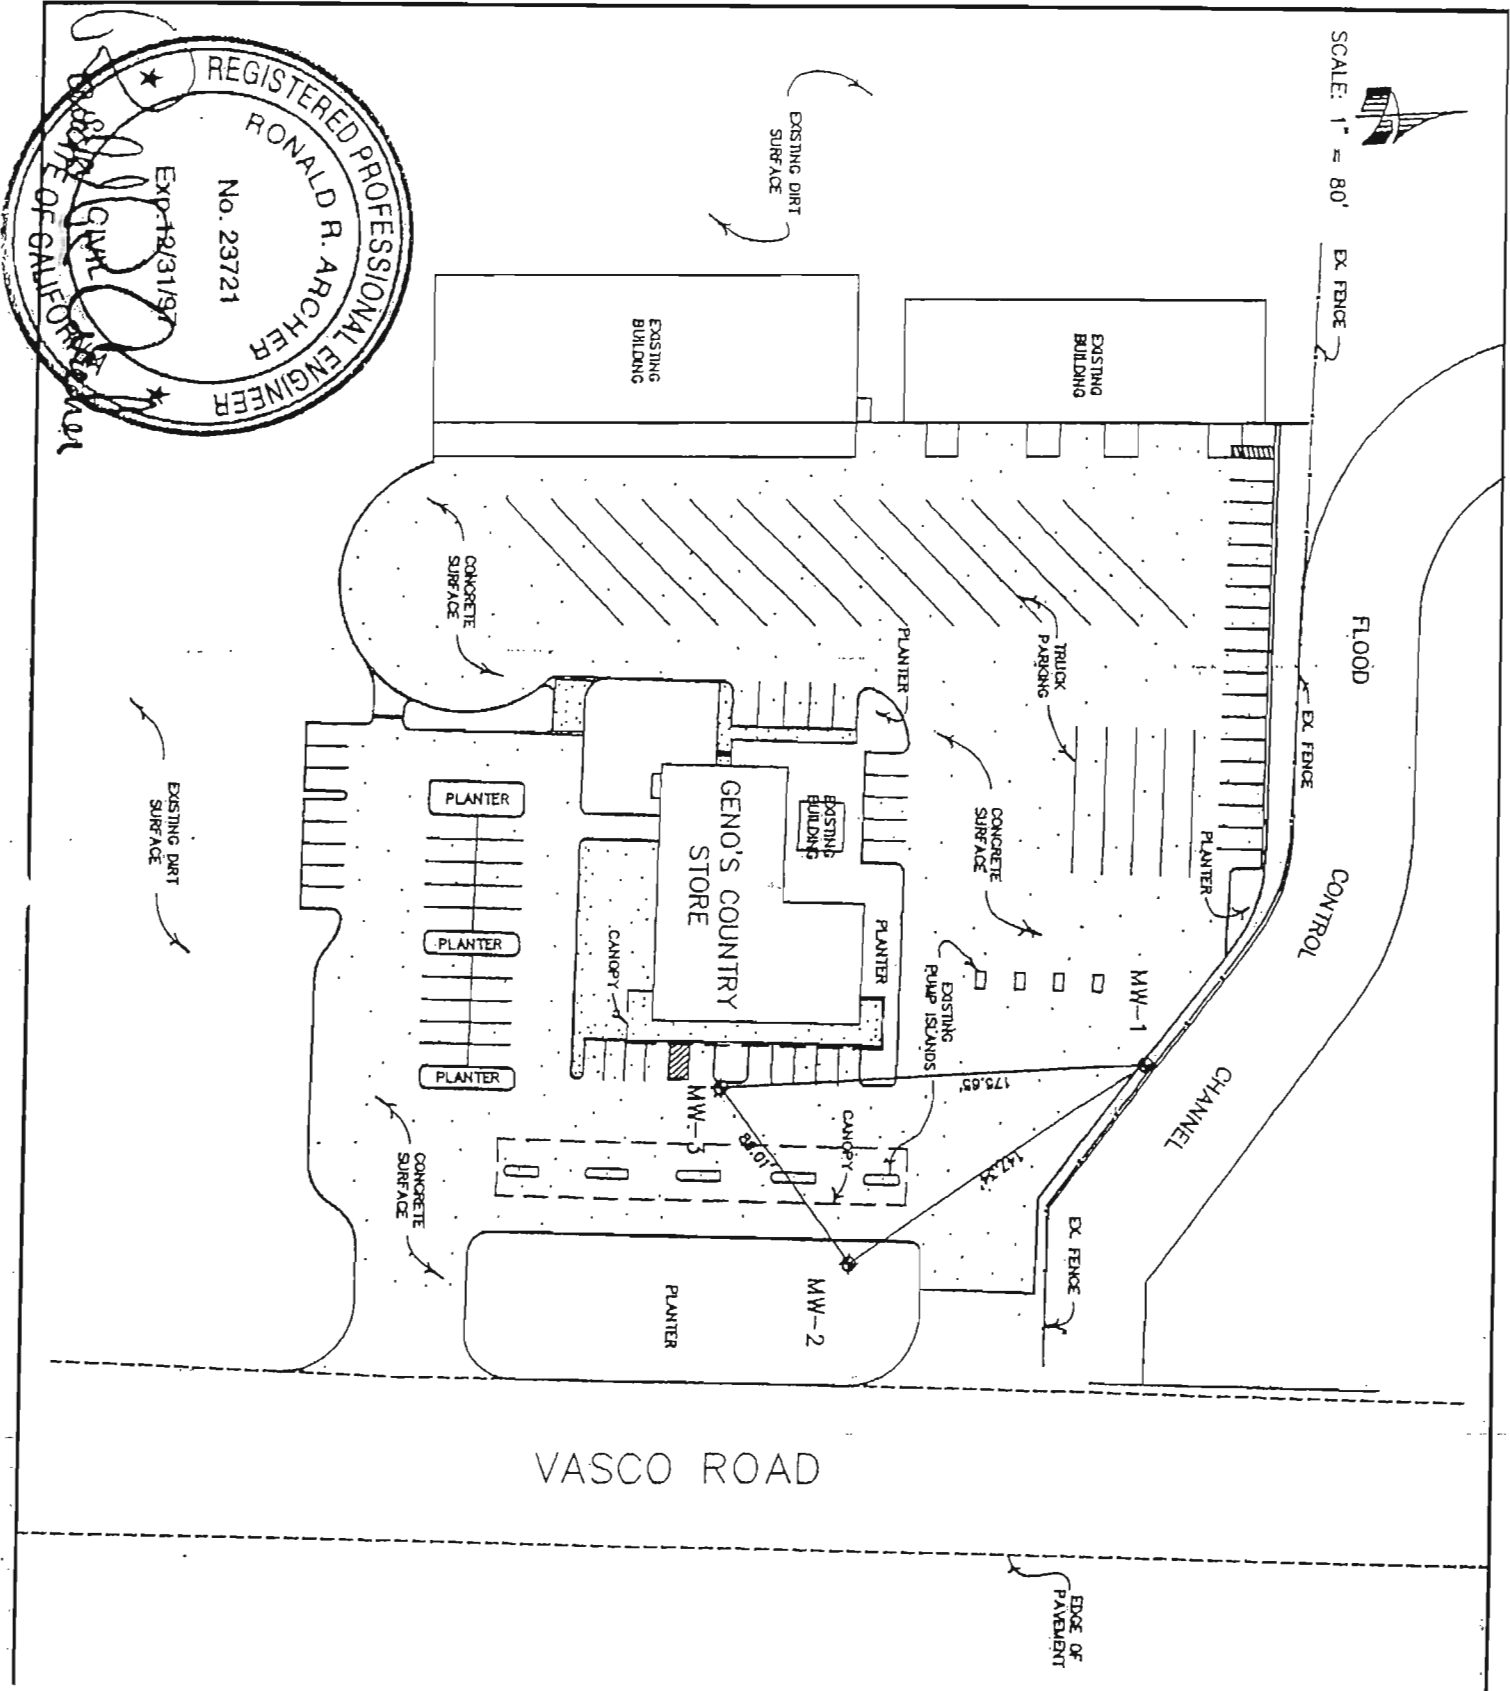 SCALE: 1" = 80'
EX. FENCE
REGISTERED PROFESSIONAL ENGINEER
RONALD R. ARCHER
No. 23721
Exp. 12/31/97
CIVIL
STATE OF CALIFORNIA
EXISTING DIRT
SURFACE
EXISTING
BUILDING
EXISTING
BUILDING
FLOOD
CONTROL
CHANNEL
CONCRETE
SURFACE
PLANTER
TRUCK
PARKING
EX. FENCE
EXISTING DIRT
SURFACE
PLANTER
PLANTER
PLANTER
GENO'S COUNTRY
STORE
EXISTING
BUILDING
CONCRETE
SURFACE
PLANTER
PLANTER
CANOPY
EXISTING
PUMP ISLANDS
MW-1
175.65'
MW-3
CANOPY
CONCRETE
SURFACE
EX. FENCE
MW-2
PLANTER
VASCO ROAD
EDGE OF
PAVEMENT